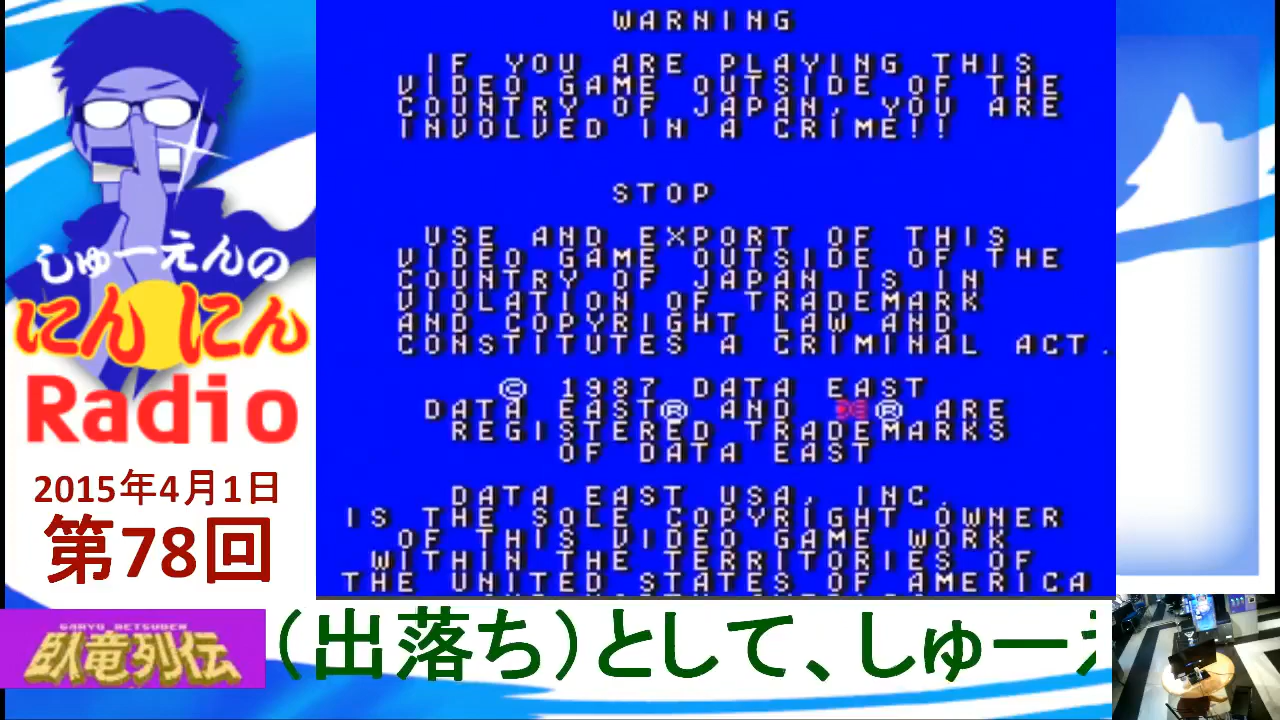 しゅーえんの
にんにん
Radio
2015年4月1日
第78回
WARNING
IF YOU ARE PLAYING THIS
VIDEO GAME OUTSIDE OF THE
COUNTRY OF JAPAN, YOU ARE
INVOLVED IN A CRIME!!
STOP
USE AND EXPORT OF THIS
VIDEO GAME OUTSIDE OF THE
COUNTRY OF JAPAN IS IN
VIOLATION OF TRADEMARK
AND COPYRIGHT LAW AND
CONSTITUTES A CRIMINAL ACT.
© 1987 DATA EAST
DATA EAST® AND ® ARE
REGISTERED TRADEMARKS
OF DATA EAST
DATA EAST USA, INC.
IS THE SOLE COPYRIGHT OWNER
OF THIS VIDEO GAME WORK
WITHIN THE TERRITORIES OF
THE UNITED STATES OF AMERICA
GARYO RETSUDEN
臥竜列伝
(出落ち)として、しゅーえ